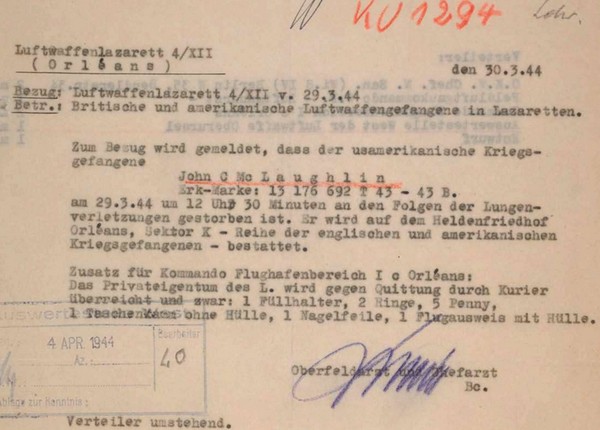 KU 1294
Luftwaffenlazarett 4/XII
( O r l é a n s )
den 30.3.44
Bezug: Luftwaffenlazarett 4/XII v. 29.3.44
Betr.: Britische und amerikanische Luftwaffengefangene in Lazaretten.
Zum Bezug wird gemeldet, dass der usamerikanische Kriegs-
gefangene
John C Mc L a u g h l i n
Erk-Marke: 13 176 692 T 43 - 43 B.
am 29.3.44 um 12 Uhr 30 Minuten an den Folgen der Lungen-
verletzungen gestorben ist. Er wird auf dem Heldenfriedhof
Orléans, Sektor K - Reihe der englischen und amerikanischen
Kriegsgefangenen - bestattet.
Zusatz für Kommando Flughafenbereich I c Orléans:
Das Privateigentum des L. wird gegen Quittung durch Kurier
überreicht und zwar: 1 Füllhalter, 2 Ringe, 5 Penny,
1 Taschenkamm ohne Hülle, 1 Nagelfeile, 1 Flugausweis mit Hülle.
4 APR. 1944
Bearbeiter
Az.:
40
Oberfeldarzt und Chefarzt
Bc.
Verteiler umstehend.